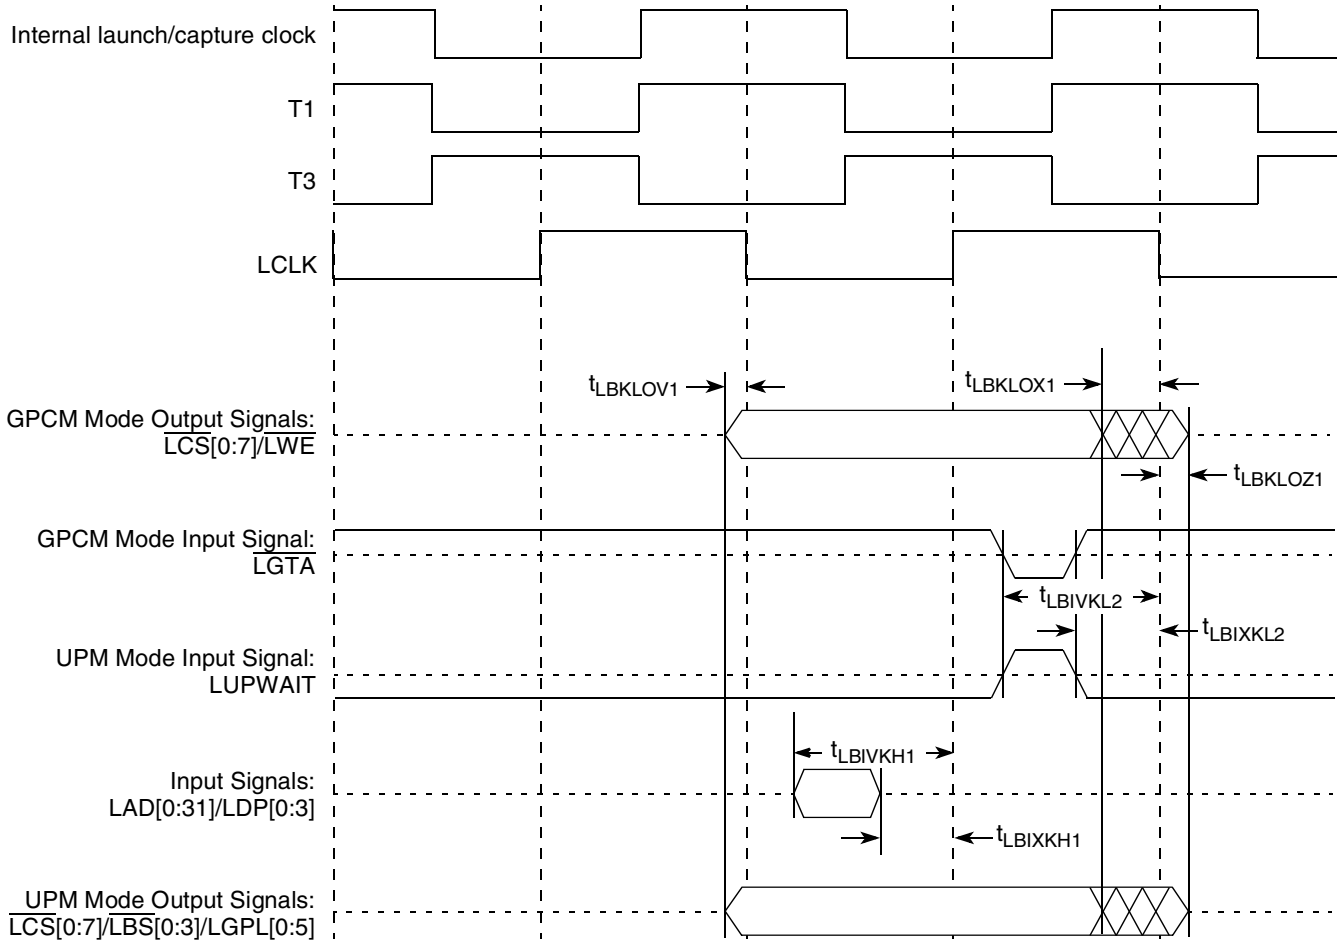 Internal launch/capture clock
T1
T3
LCLK
tLBKLOV1
tLBKLOX1
GPCM Mode Output Signals:
LCS[0:7]/LWE
tLBKLOZ1
GPCM Mode Input Signal:
LGTA
tLBIVKL2
tLBIXKL2
UPM Mode Input Signal:
LUPWAIT
tLBIVKH1
Input Signals:
LAD[0:31]/LDP[0:3]
tLBIXKH1
UPM Mode Output Signals:
LCS[0:7]/LBS[0:3]/LGPL[0:5]